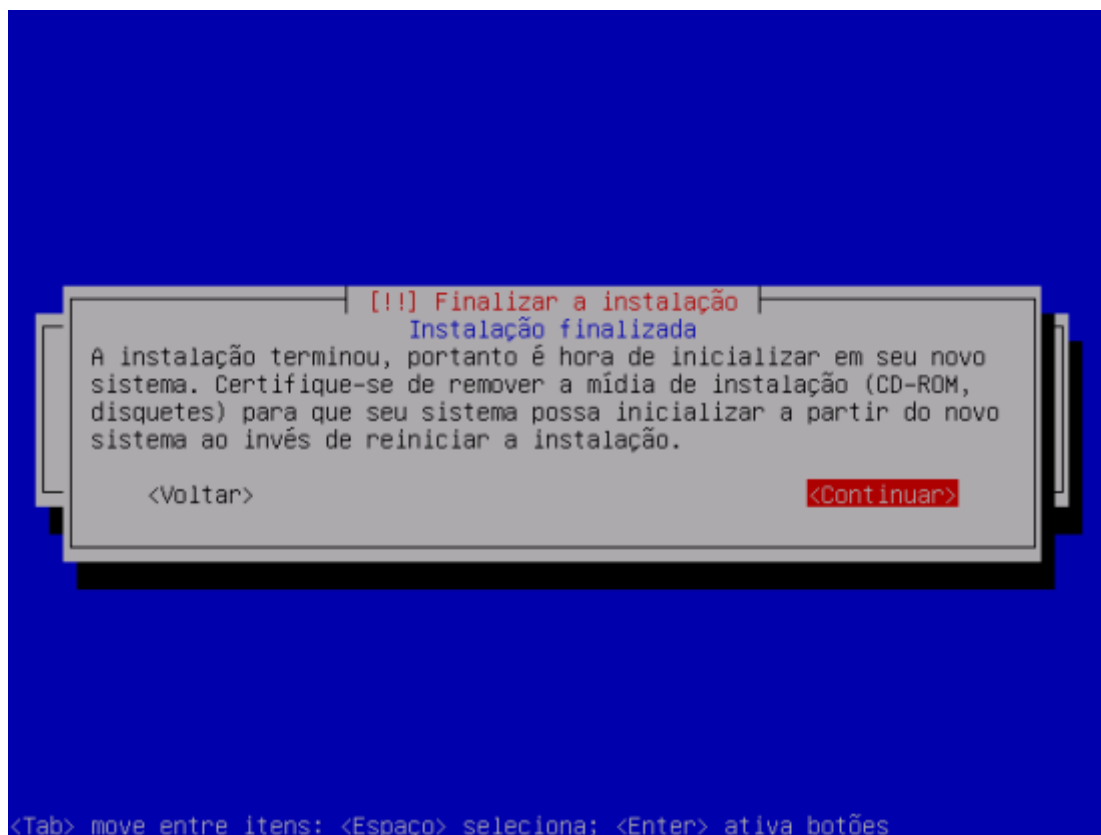 [!!] Finalizar a instalação
Instalação finalizada
A instalação terminou, portanto é hora de inicializar em seu novo
sistema. Certifique-se de remover a mídia de instalação (CD-ROM,
disquetes) para que seu sistema possa inicializar a partir do novo
sistema ao invés de reiniciar a instalação.
<Voltar> <Continuar>
<Tab> move entre itens; <Espaço> seleciona; <Enter> ativa botões